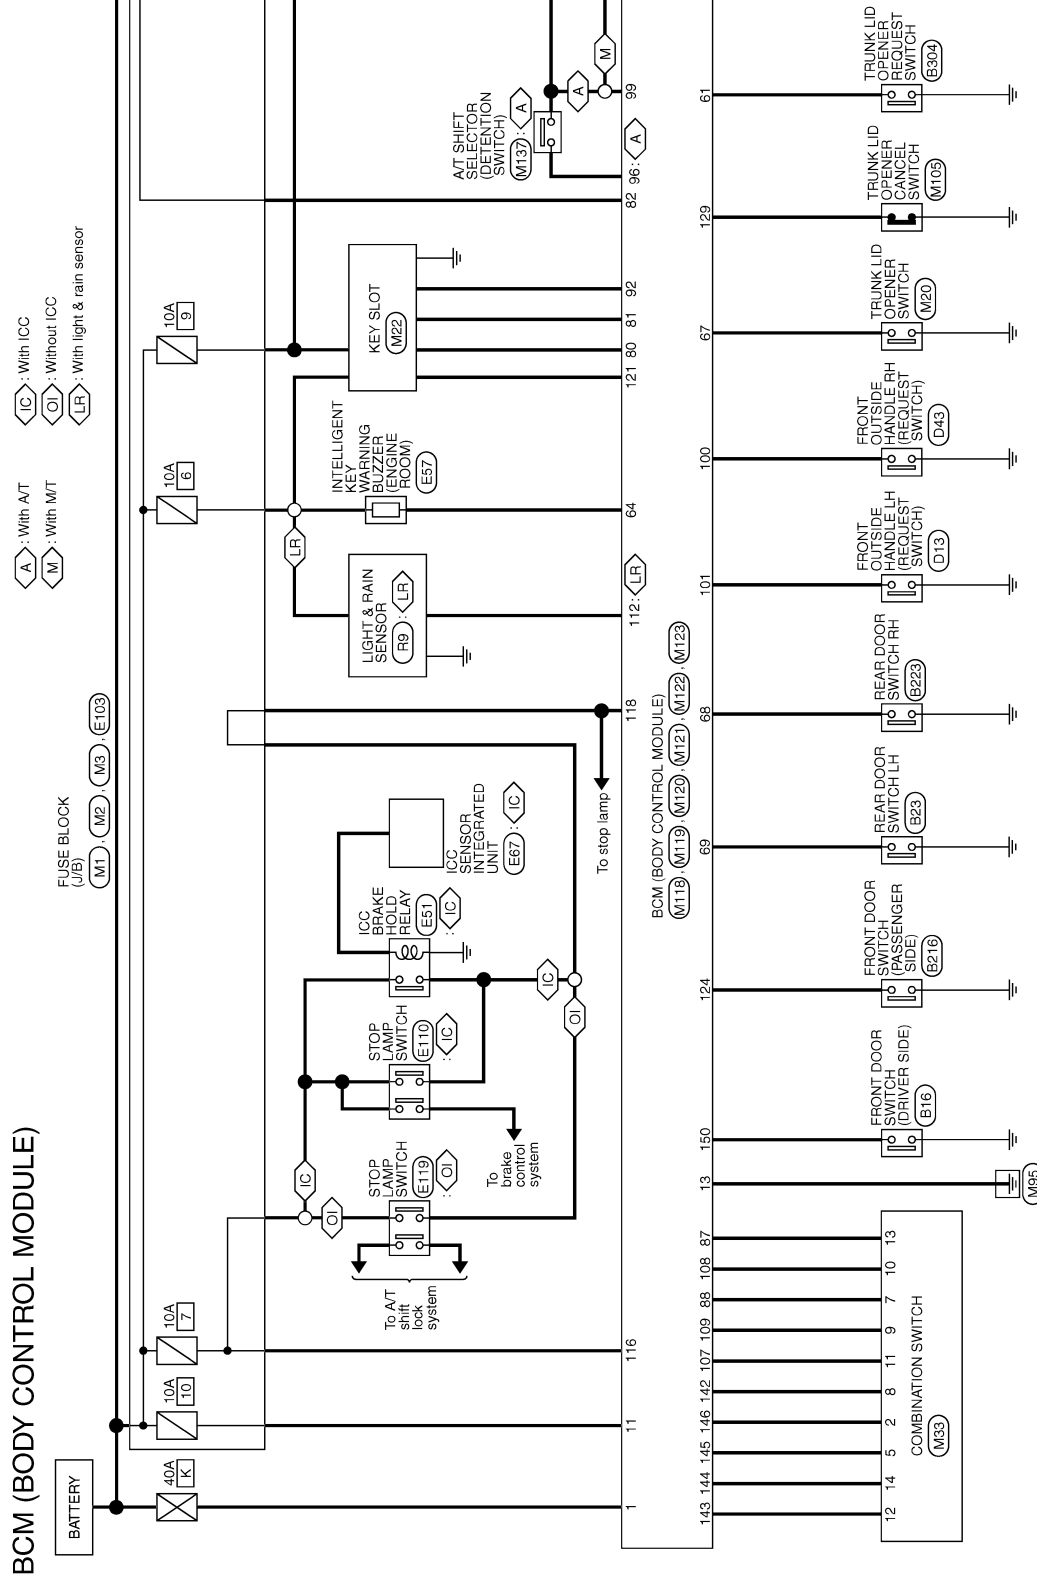 BCM (BODY CONTROL MODULE)
BATTERY
40A
K
10A
10
10A
7
10A
6
10A
9
FUSE BLOCK
(J/B)
M1 , M2 , M3 , E103
A : With A/T
M : With M/T
IC : With ICC
OI : Without ICC
LR : With light & rain sensor
IC
OI
To A/T
shift
lock
system
STOP
LAMP
SWITCH
E119
: OI
To
brake
control
system
STOP
LAMP
SWITCH
E110
: IC
ICC
BRAKE
HOLD
RELAY
E51
: IC
ICC
SENSOR
INTEGRATED
UNIT
E67 : IC
IC
OI
To stop lamp
LIGHT & RAIN
SENSOR
R9 : LR
LR
INTELLIGENT
KEY
WARNING
BUZZER
(ENGINE
ROOM)
E57
KEY SLOT
M22
A/T SHIFT
SELECTOR
(DETENTION
SWITCH)
M137 : A
A
M
1
11
116
118
112: LR
64
121
80
81
92
82
96: A
99
BCM (BODY CONTROL MODULE)
M118 , M119 , M120 , M121 , M122 , M123
143
144
145
146
142
107
109
88
108
87
13
150
124
69
68
101
100
67
129
61
12
14
5
2
8
11
9
7
10
13
COMBINATION SWITCH
M33
M95
FRONT DOOR
SWITCH
(DRIVER SIDE)
B16
FRONT DOOR
SWITCH
(PASSENGER
SIDE)
B216
REAR DOOR
SWITCH LH
B23
REAR DOOR
SWITCH RH
B223
FRONT
OUTSIDE
HANDLE LH
(REQUEST
SWITCH)
D13
FRONT
OUTSIDE
HANDLE RH
(REQUEST
SWITCH)
D43
TRUNK LID
OPENER
SWITCH
M20
TRUNK LID
OPENER
CANCEL
SWITCH
M105
TRUNK LID
OPENER
REQUEST
SWITCH
B304